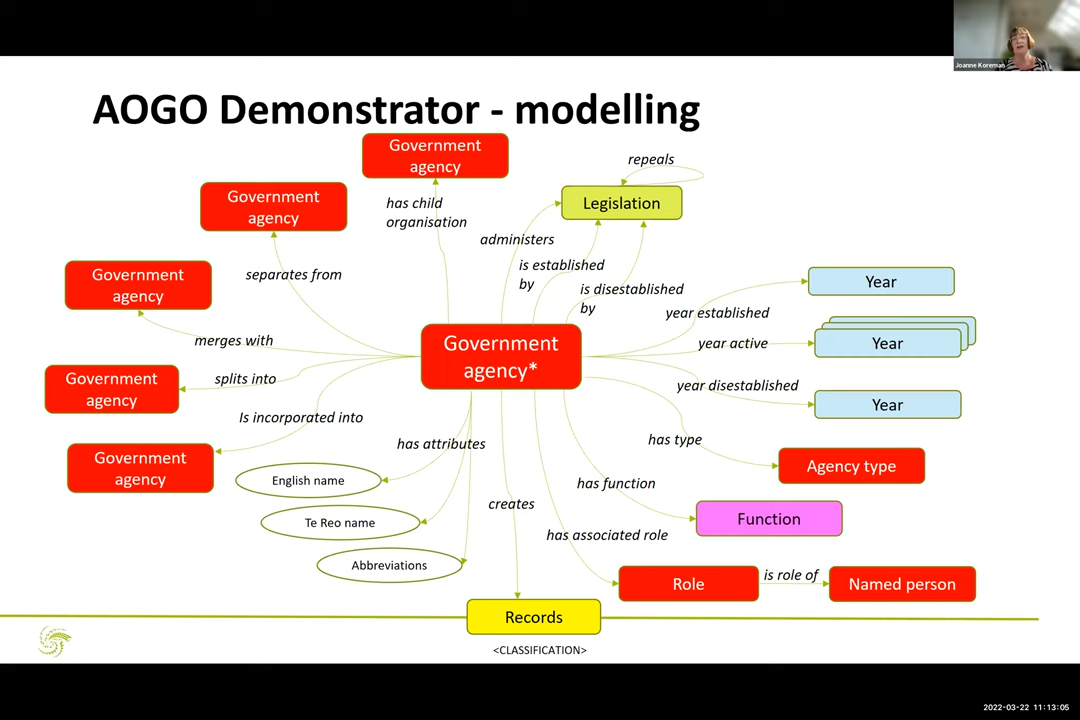 Joanne Koreman
AOGO Demonstrator - modelling
Government
agency
repeals
Government
agency
has child
organisation
Legislation
administers
separates from
is established
by
is disestablished
by
Government
agency
Year
year established
merges with
Government
agency*
year active
Year
Government
agency
splits into
year disestablished
Year
Is incorporated into
has attributes
has type
Government
agency
Agency type
English name
has function
creates
Te Reo name
Function
has associated role
Abbreviations
Role
is role of
Named person
Records
<CLASSIFICATION>
2022-03-22 11:13:05